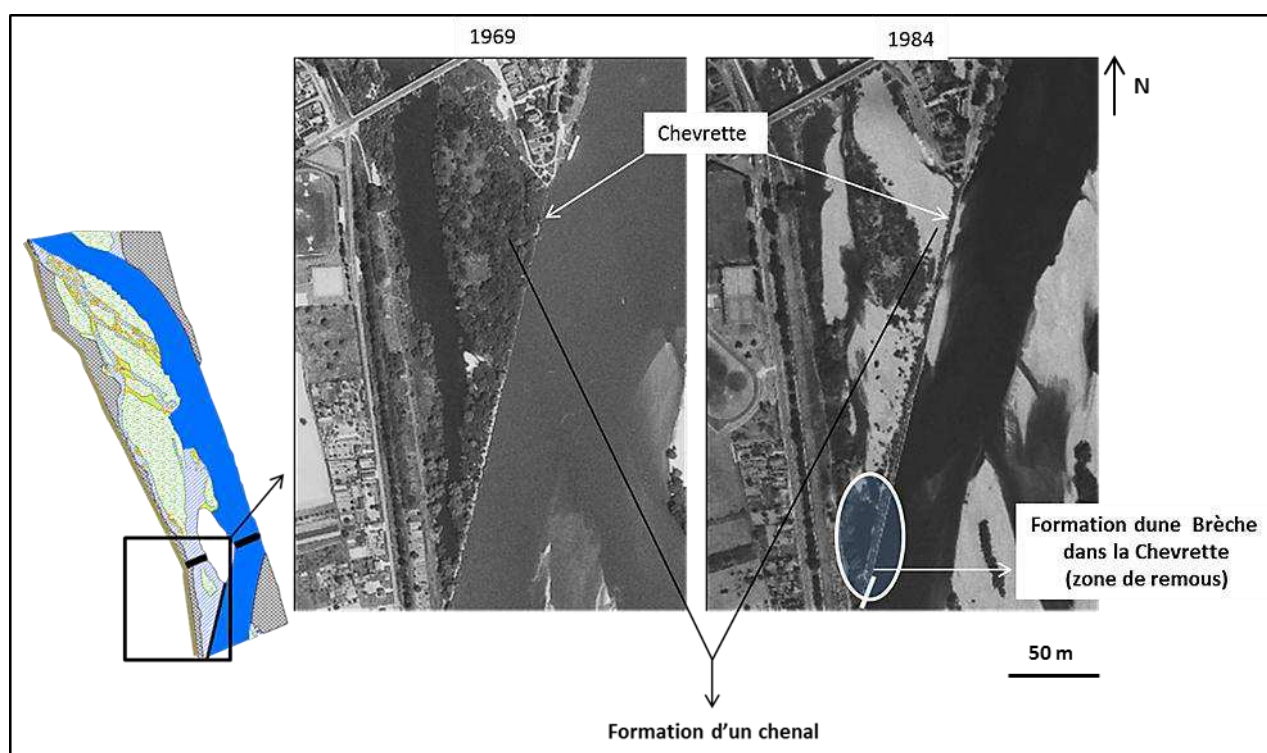 1969
1984
N
Chevrette
Formation dune Brèche
dans la Chevrette
(zone de remous)
50 m
Formation d'un chenal